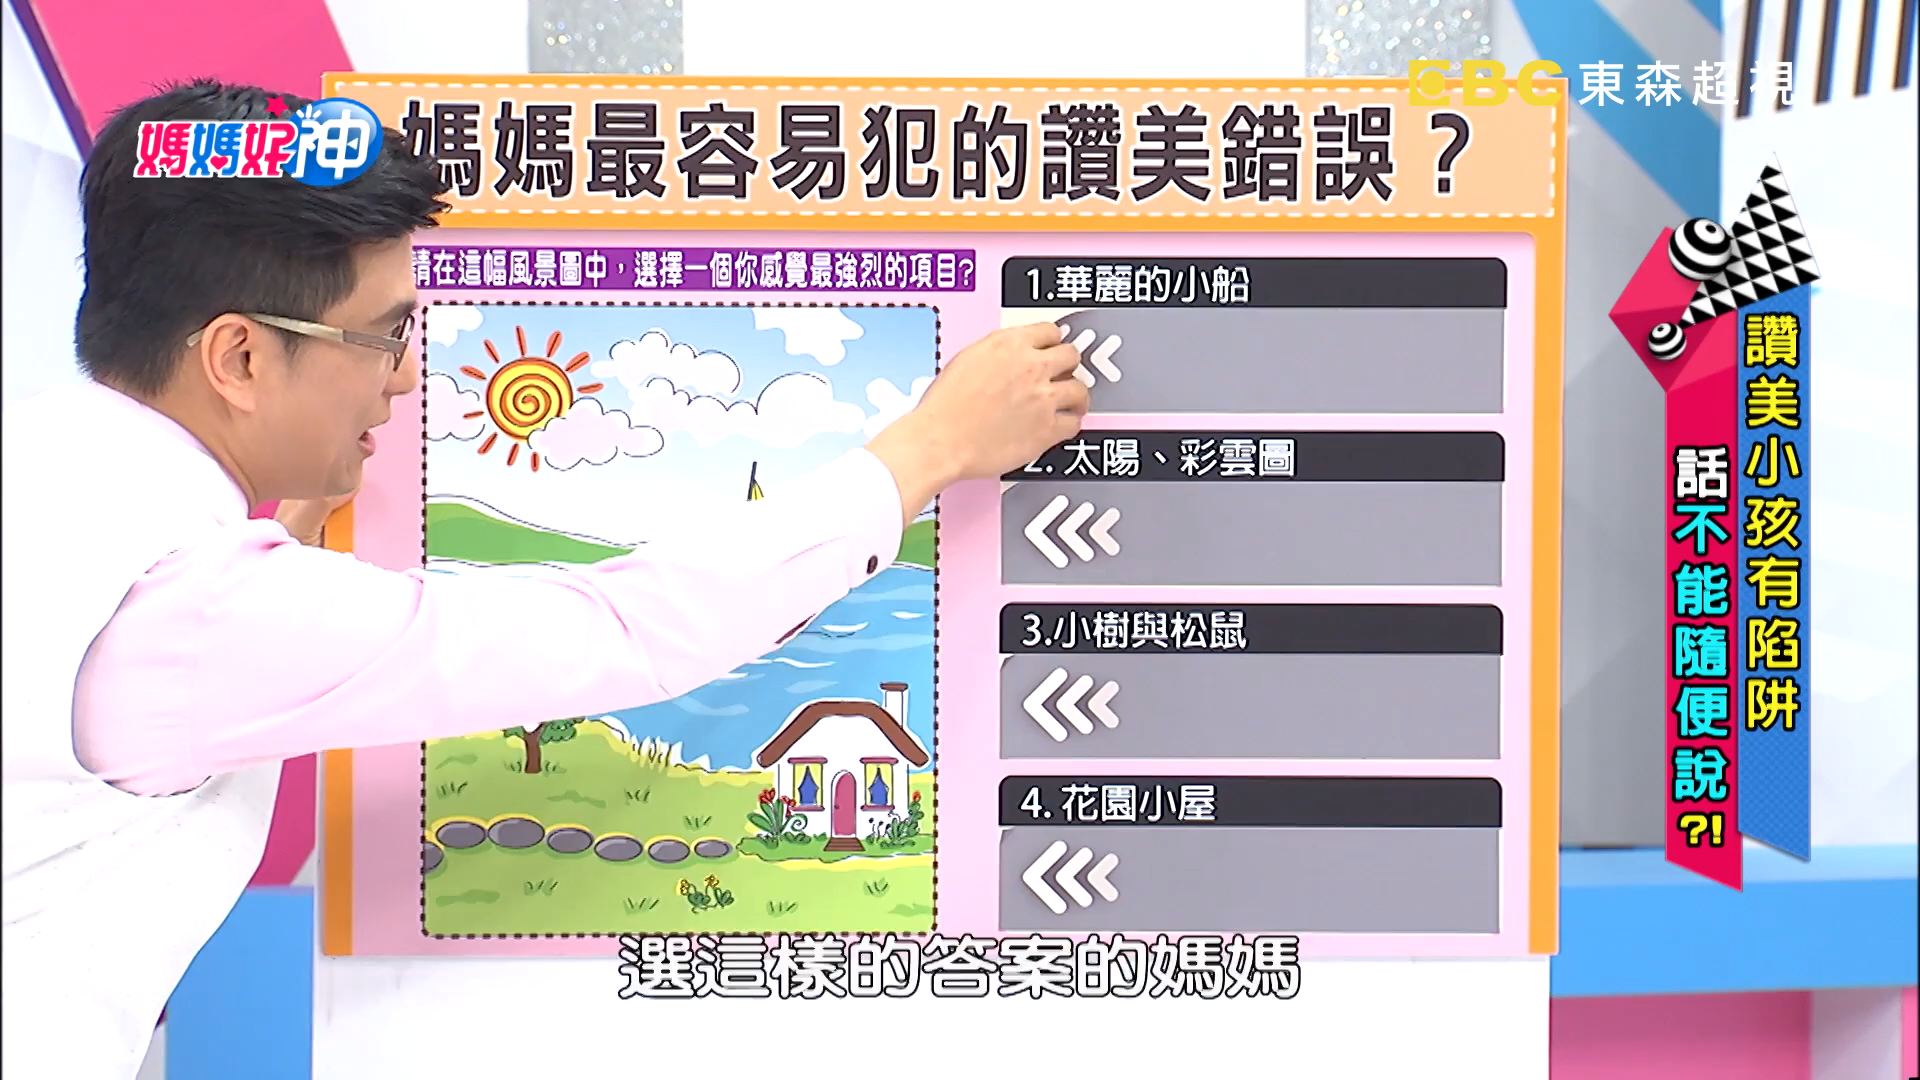 媽媽好神
EBC 東森超視
媽媽最容易犯的讚美錯誤？
請在這幅風景圖中，選擇一個你感覺最強烈的項目?
1.華麗的小船
2. 太陽、彩雲圖
3.小樹與松鼠
4. 花園小屋
讚美小孩有陷阱
話不能隨便說?!
選這樣的答案的媽媽